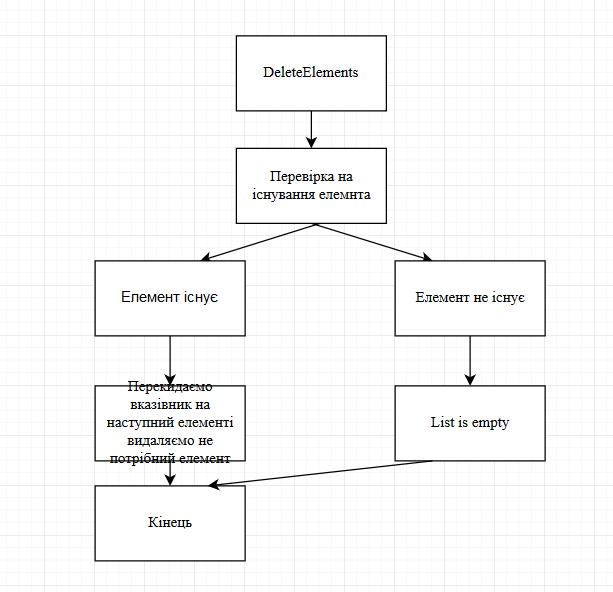 DeleteElements
Перевірка на
існування елемнта
Елемент існує
Елемент не існує
Перекидаємо
вказівник на
наступний елементі
видаляємо не
потрібний елемент
List is empty
Кінець